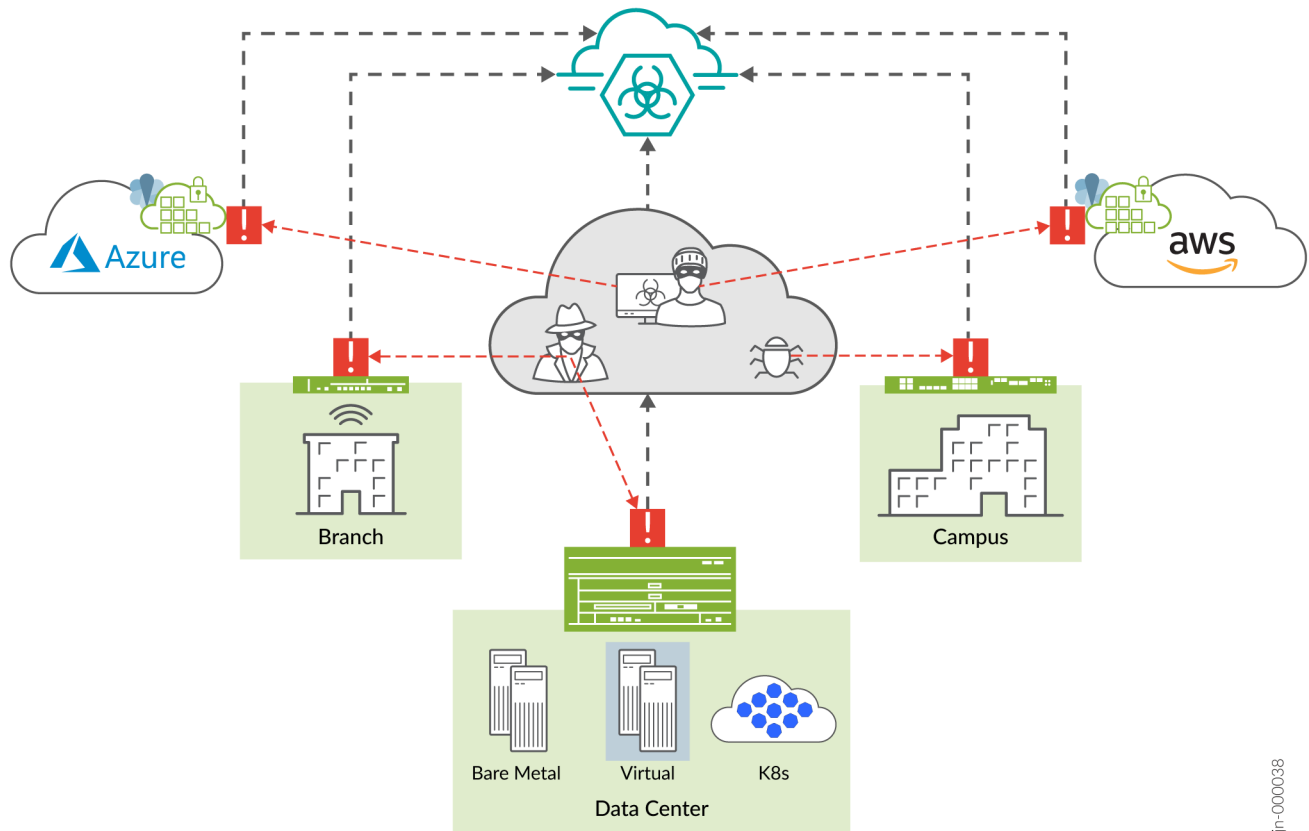 Azure
aws
Branch
Campus
Bare Metal
Virtual
K8s
Data Center
jn-000038